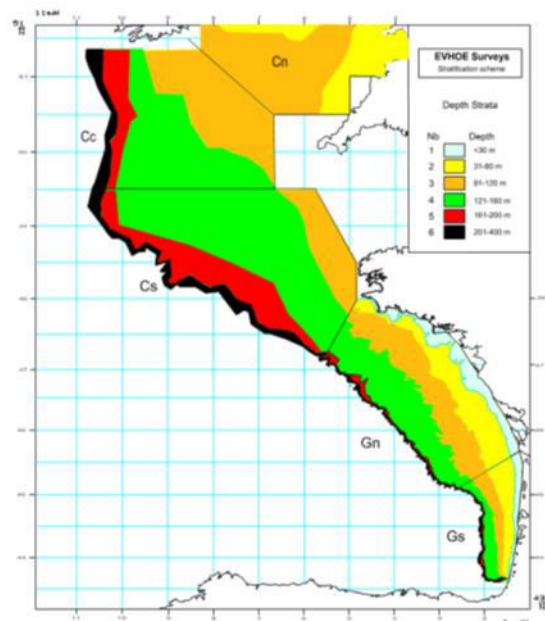 EVHOE Surveys
Stratification scheme
Depth Strata
Nb Depth
1 <30 m
2 31-80 m
3 81-120 m
4 121-160 m
5 161-200 m
6 201-400 m
Cn
Cc
Cs
Gn
Gs